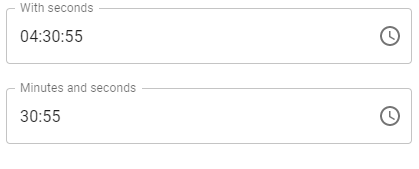 With seconds
04:30:55
Minutes and seconds
30:55